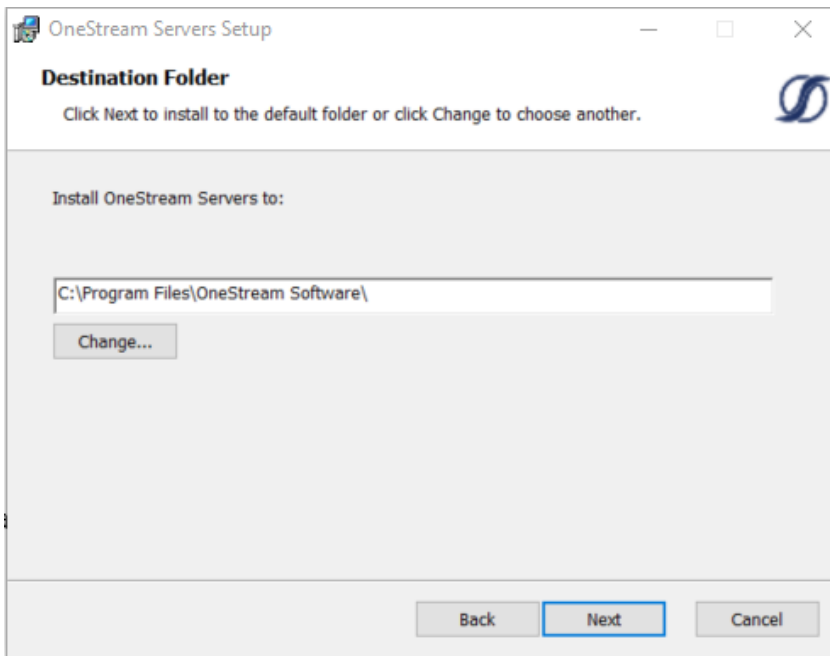 OneStream Servers Setup
Destination Folder
Click Next to install to the default folder or click Change to choose another.
Install OneStream Servers to:
C:\Program Files\OneStream Software\
Change...
Back Next Cancel